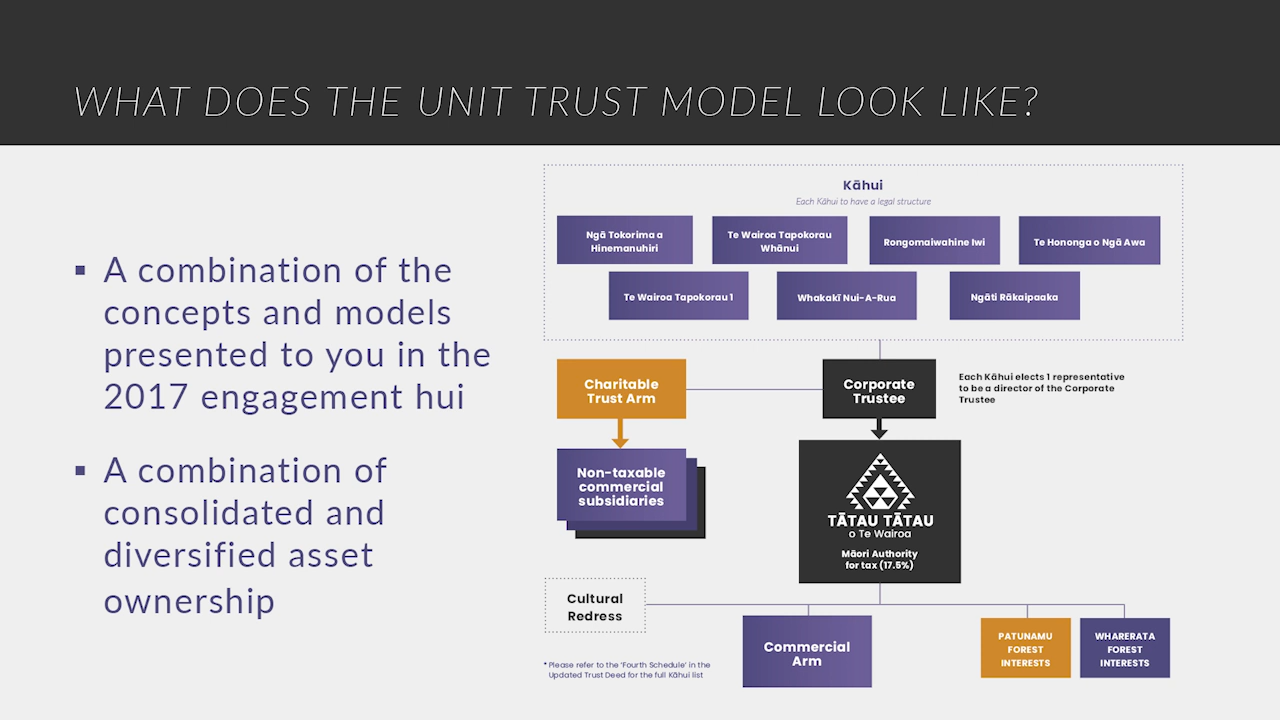 WHAT DOES THE UNIT TRUST MODEL LOOK LIKE?
▪ A combination of the
concepts and models
presented to you in the
2017 engagement hui
▪ A combination of
consolidated and
diversified asset
ownership
Kāhui
Each Kāhui to have a legal structure
Ngā Tokorima a
Hinemanuhiri
Te Wairoa Tapokorau
Whānui
Rongomaiwahine Iwi
Te Hononga o Ngā Awa
Te Wairoa Tapokorau 1
Whakakī Nui-A-Rua
Ngāti Rākaipaaka
Charitable
Trust Arm
Corporate
Trustee
Each Kāhui elects 1 representative
to be a director of the Corporate
Trustee
Non-taxable
commercial
subsidiaries
TĀTAU TĀTAU
o Te Wairoa
Māori Authority
for tax (17.5%)
Cultural
Redress
Commercial
Arm
PATUNAMU
FOREST
INTERESTS
WHARERATA
FOREST
INTERESTS
* Please refer to the 'Fourth Schedule' in the
Updated Trust Deed for the full Kāhui list